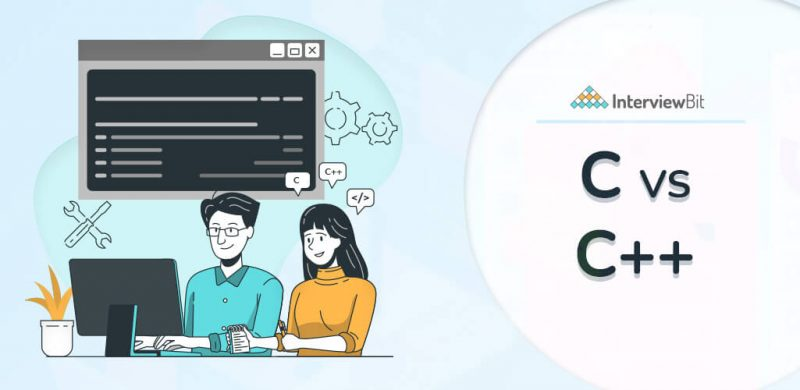 C
C++
</>
InterviewBit
C vs
C++